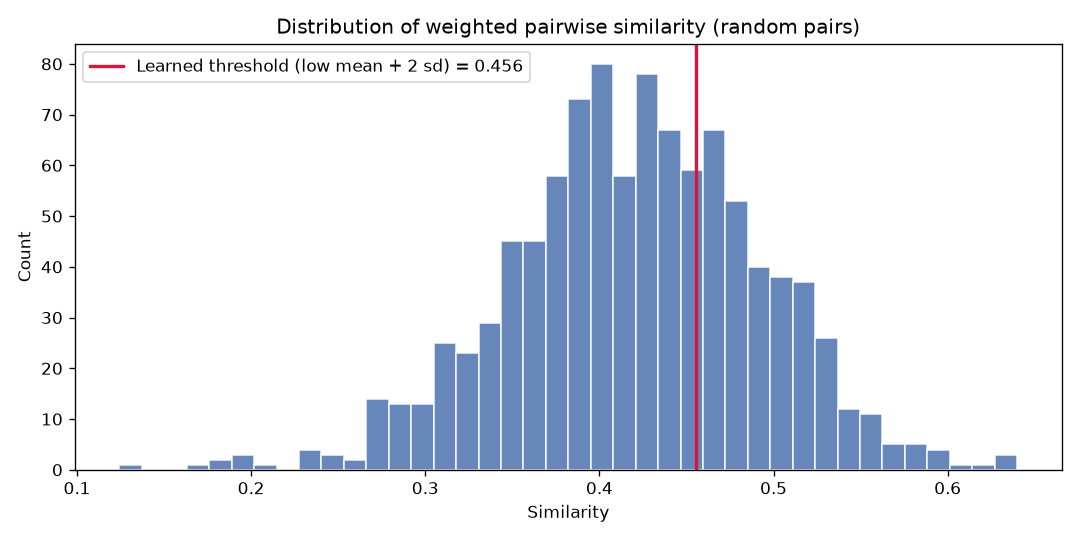 Distribution of weighted pairwise similarity (random pairs)
Learned threshold (low mean + 2 sd) = 0.456
80
70
60
50
40
30
20
10
0
Count
0.1 0.2 0.3 0.4 0.5 0.6
Similarity